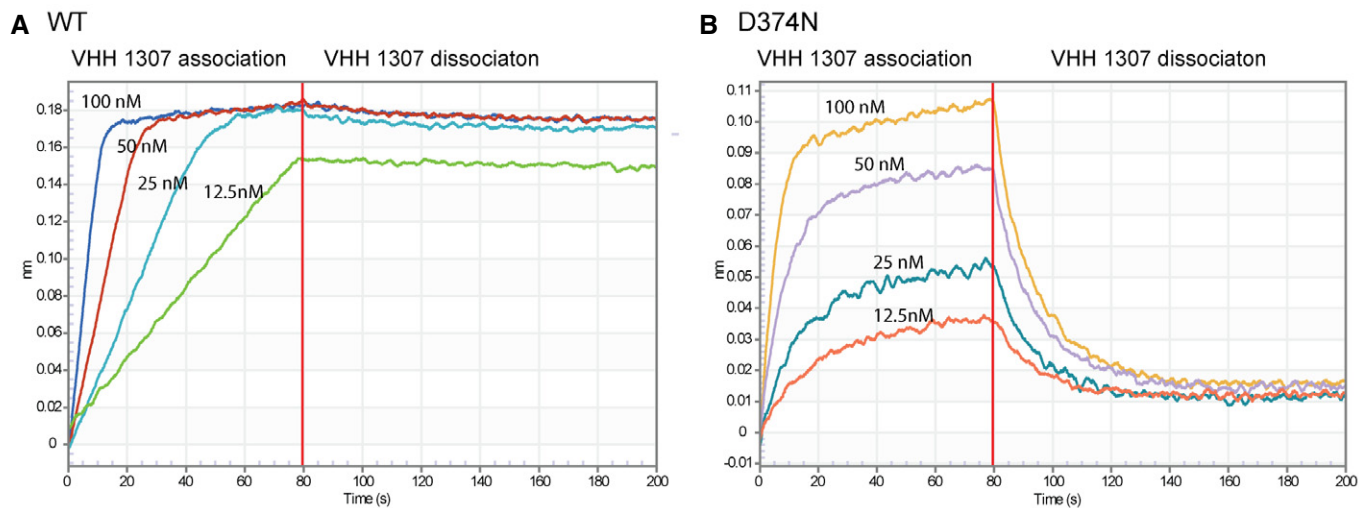 A WT
VHH 1307 association VHH 1307 dissociaton
100 nM
50 nM
25 nM
12.5nM
0.18
0.16
0.14
0.12
0.10
0.08
0.06
0.04
0.02
0
nm
0 20 40 60 80 100 120 140 160 180 200
Time (s)
B D374N
VHH 1307 association VHH 1307 dissociaton
100 nM
50 nM
25 nM
12.5nM
0.11
0.10
0.09
0.08
0.07
0.06
0.05
0.04
0.03
0.02
0.01
0
-0.01
nm
0 20 40 60 80 100 120 140 160 180 200
Time (s)